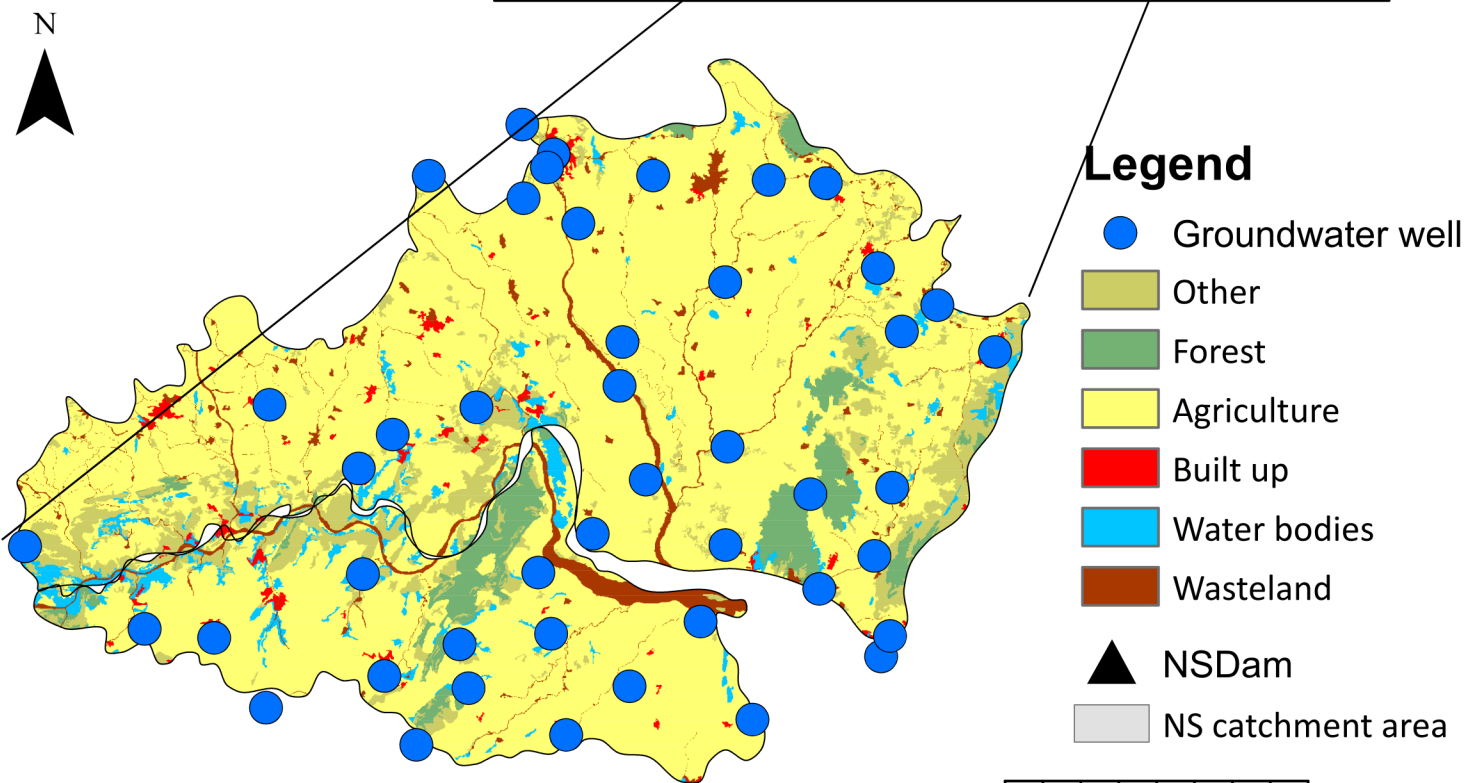 N
Legend
Groundwater well
Other
Forest
Agriculture
Built up
Water bodies
Wasteland
NSDam
NS catchment area